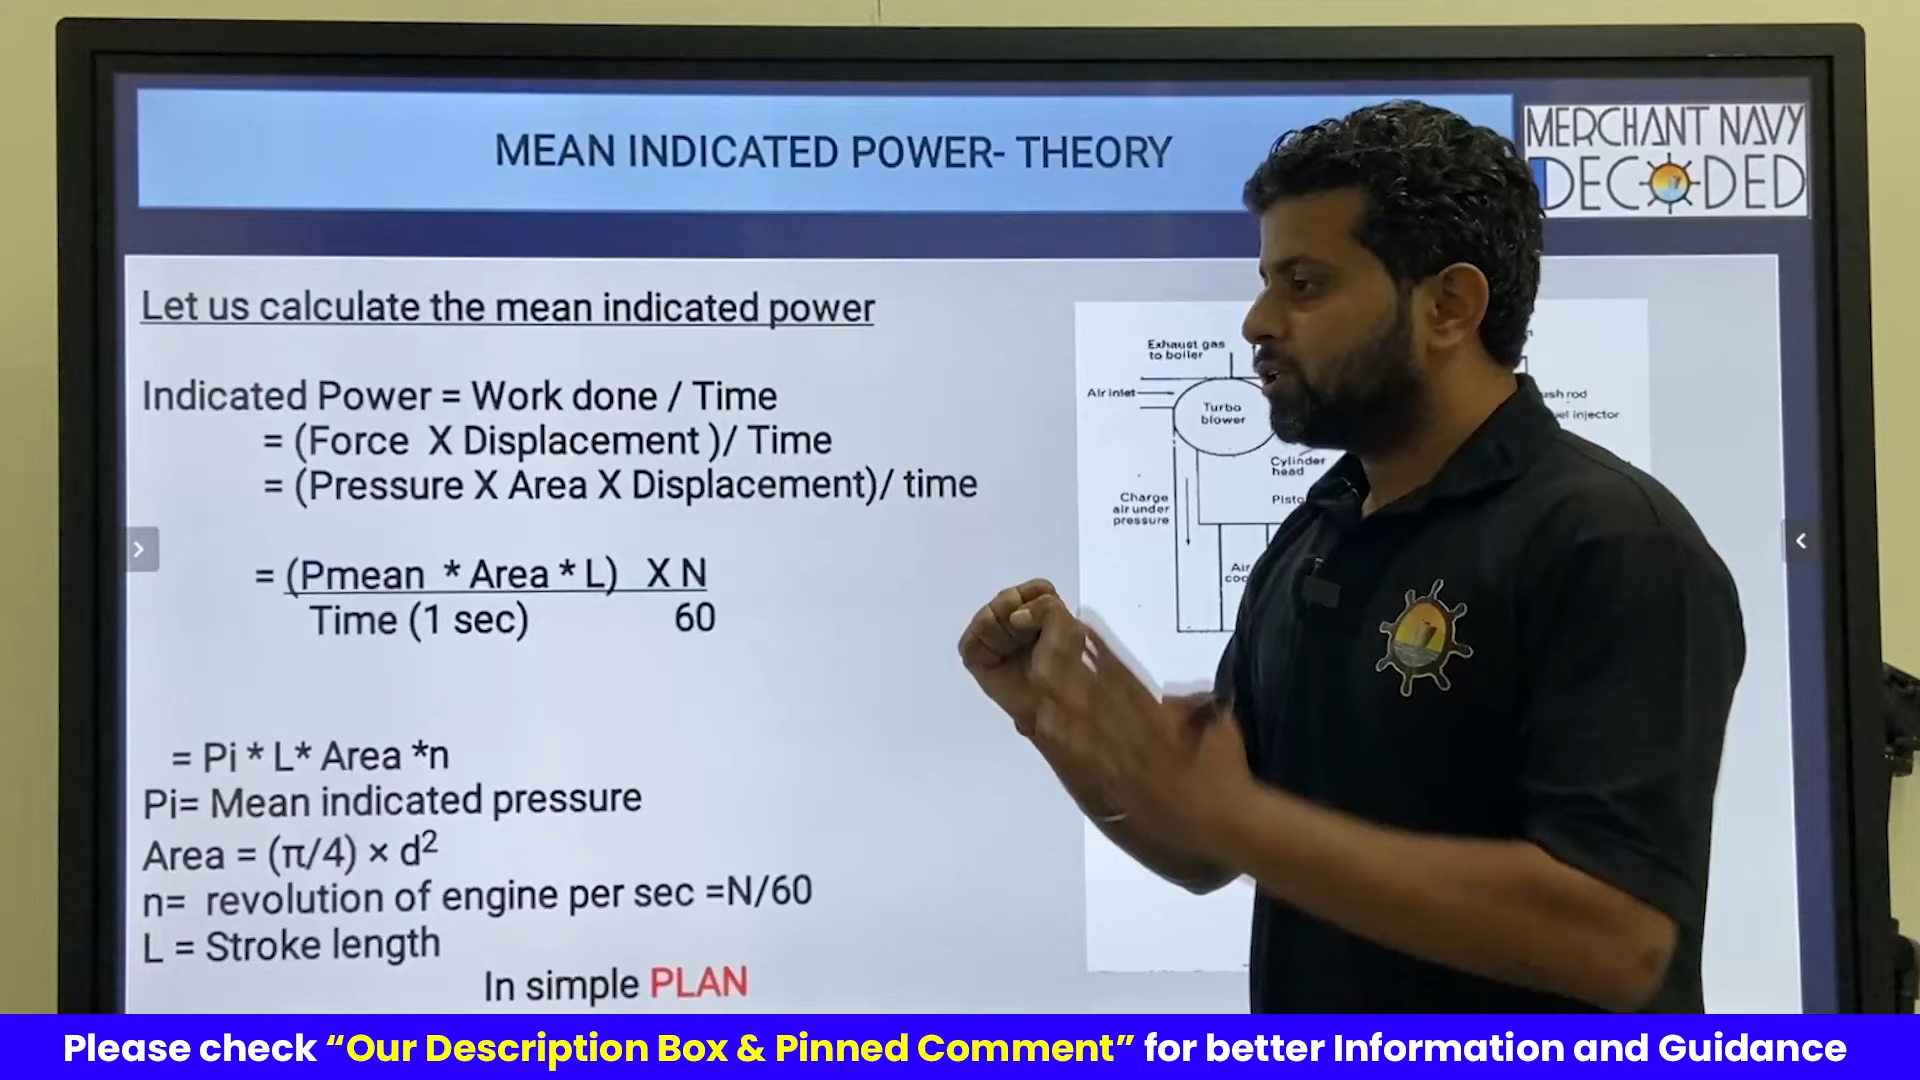 MEAN INDICATED POWER- THEORY
MERCHANT NAVY
DECODED
Let us calculate the mean indicated power
Indicated Power = Work done / Time
= (Force X Displacement )/ Time
= (Pressure X Area X Displacement)/ time
= (Pmean * Area * L) X N
Time (1 sec) 60
= Pi * L* Area *n
Pi= Mean indicated pressure
Area = (π/4) × d²
n= revolution of engine per sec =N/60
L = Stroke length
In simple PLAN
Exhaust gas
to boiler
Air inlet
Turbo
blower
Cylinder
head
Charge
air under
pressure
Air
rod
injector
Please check “Our Description Box & Pinned Comment” for better Information and Guidance